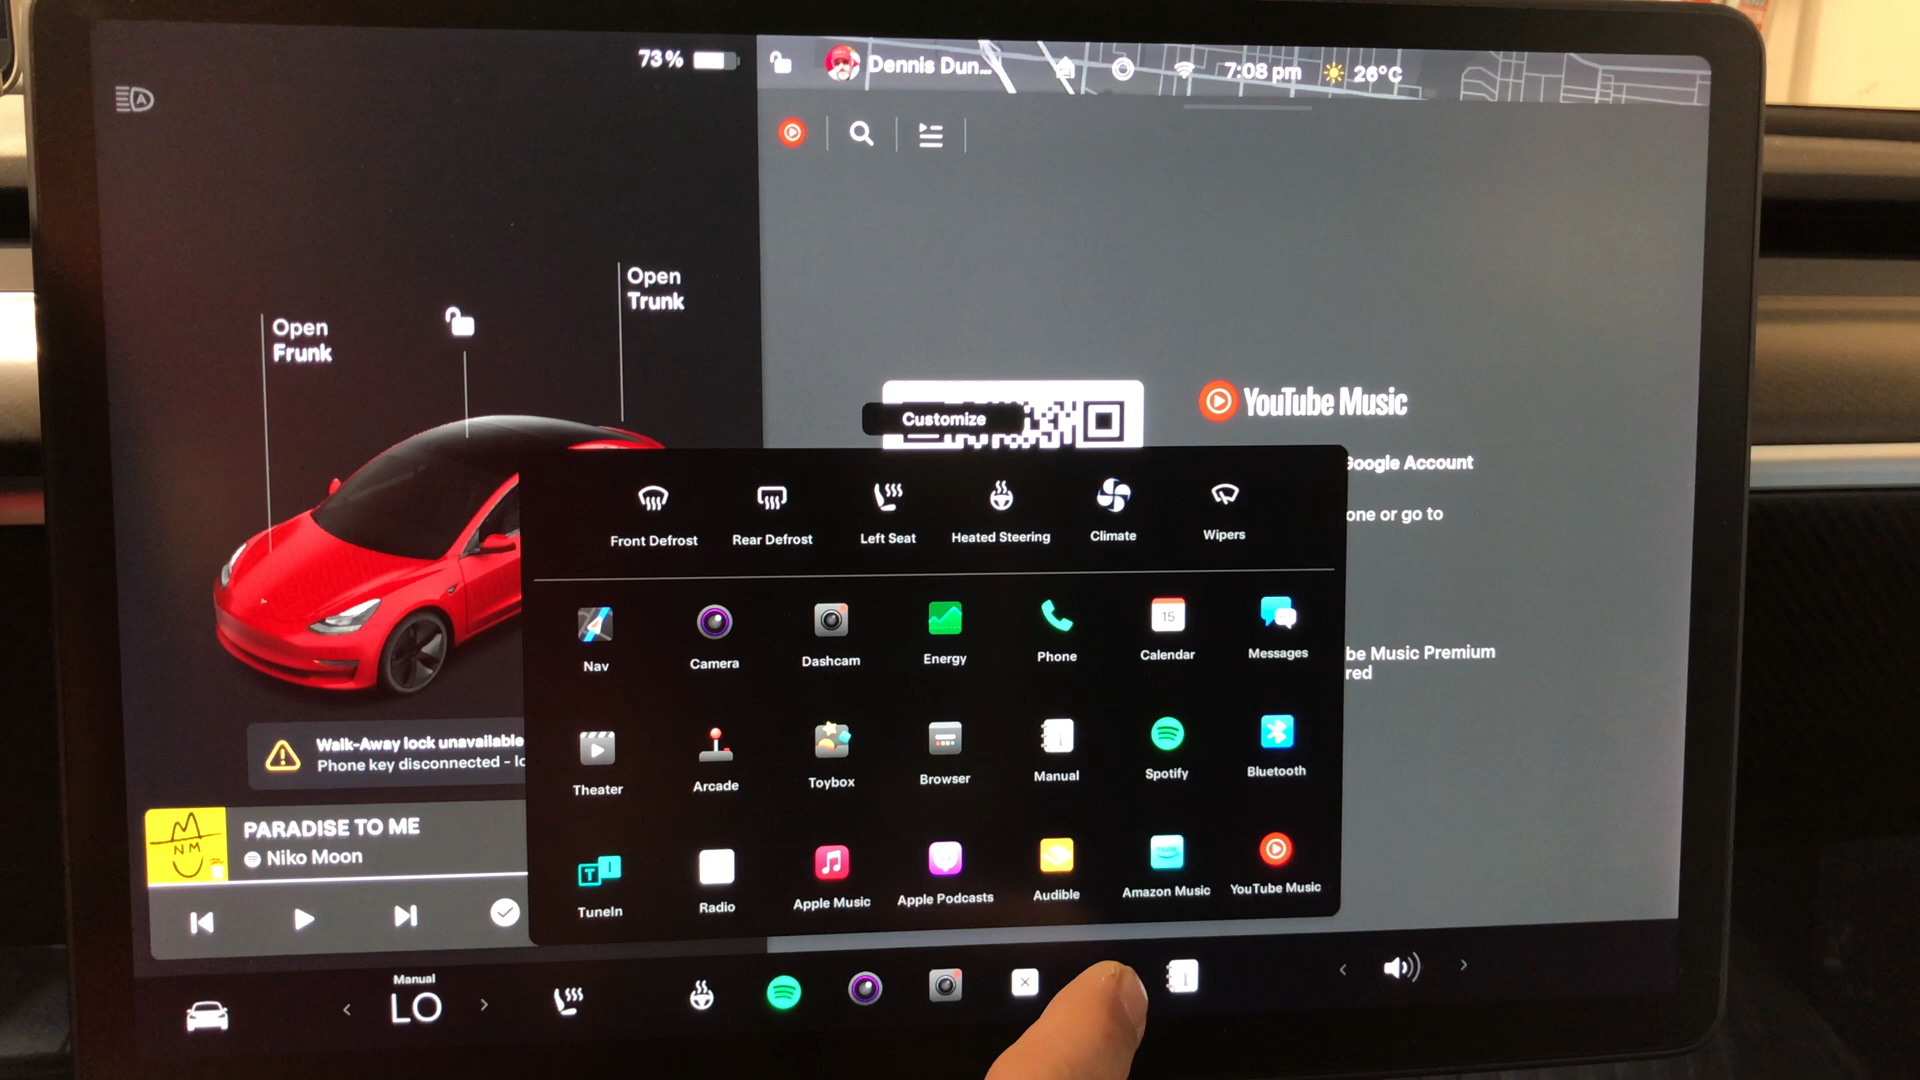 73%
Dennis Dun...
7:08 pm
26°C
Open
Trunk
Open
Frunk
Customize
YouTube Music
Google Account
one or go to
Front Defrost
Rear Defrost
Left Seat
Heated Steering
Climate
Wipers
Nav
Camera
Dashcam
Energy
Phone
15
Calendar
Messages
be Music Premium
red
Walk-Away lock unavailable
Phone key disconnected - lo
Theater
Arcade
Toybox
Browser
Manual
Spotify
Bluetooth
PARADISE TO ME
Niko Moon
NM
TuneIn
Radio
Apple Music
Apple Podcasts
Audible
Amazon Music
YouTube Music
Manual
LO